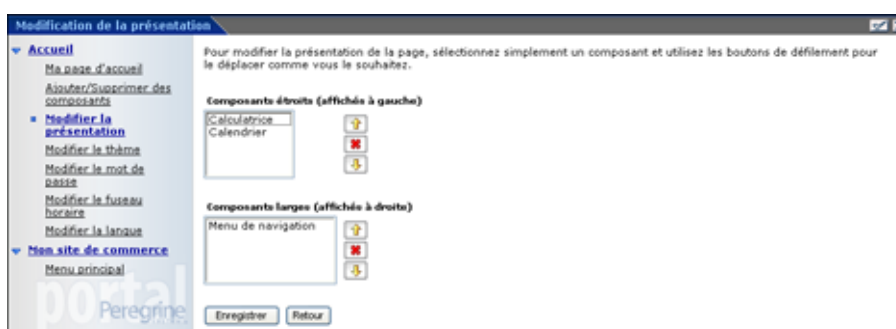 Modification de la présentation
Accueil
Ma page d'accueil
Ajouter/Supprimer des
composants
Modifier la
présentation
Modifier le thème
Modifier le mot de
passe
Modifier le fuseau
horaire
Modifier la langue
Mon site de commerce
Menu principal
portal
Peregrine
Pour modifier la présentation de la page, sélectionnez simplement un composant et utilisez les boutons de défilement pour
le déplacer comme vous le souhaitez.
Composants étroits (affichés à gauche)
Calculatrice
Calendrier
Composants larges (affichés à droite)
Menu de navigation
Enregistrer
Retour